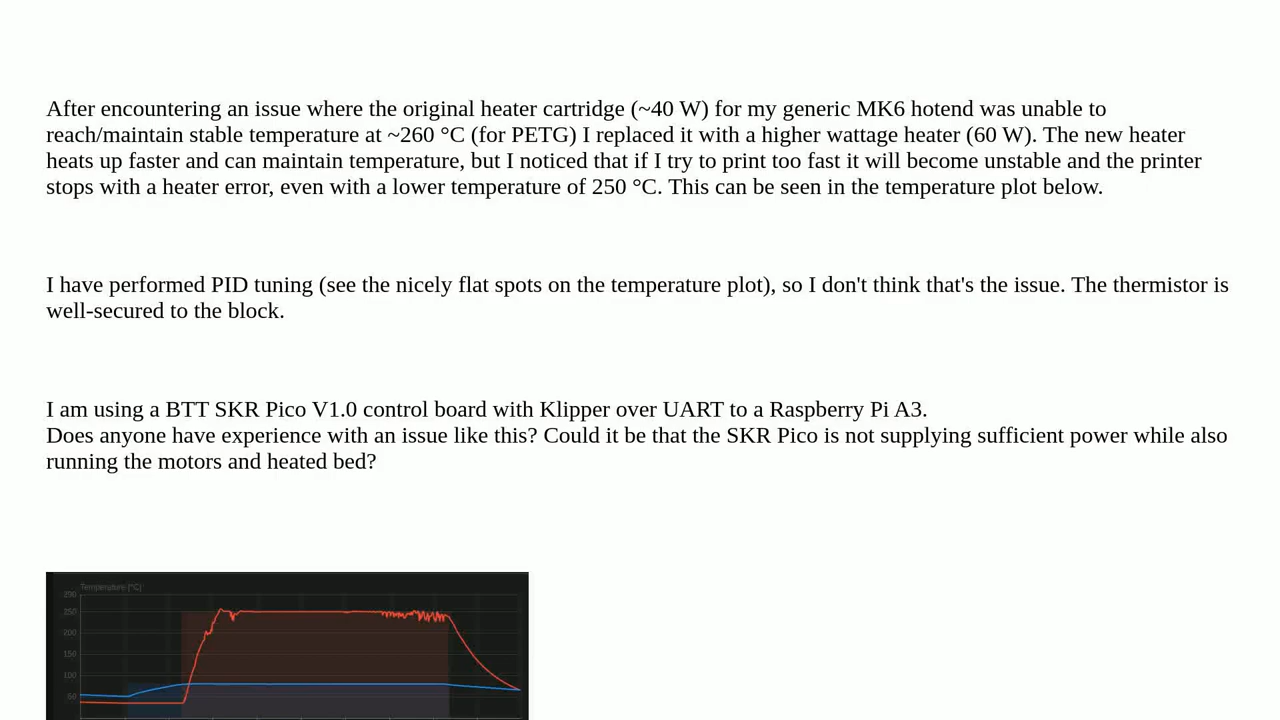 After encountering an issue where the original heater cartridge (~40 W) for my generic MK6 hotend was unable to
reach/maintain stable temperature at ~260 °C (for PETG) I replaced it with a higher wattage heater (60 W). The new heater
heats up faster and can maintain temperature, but I noticed that if I try to print too fast it will become unstable and the printer
stops with a heater error, even with a lower temperature of 250 °C. This can be seen in the temperature plot below.
I have performed PID tuning (see the nicely flat spots on the temperature plot), so I don't think that's the issue. The thermistor is
well-secured to the block.
I am using a BTT SKR Pico V1.0 control board with Klipper over UART to a Raspberry Pi A3.
Does anyone have experience with an issue like this? Could it be that the SKR Pico is not supplying sufficient power while also
running the motors and heated bed?
Temperature [°C]
250
200
150
100
50